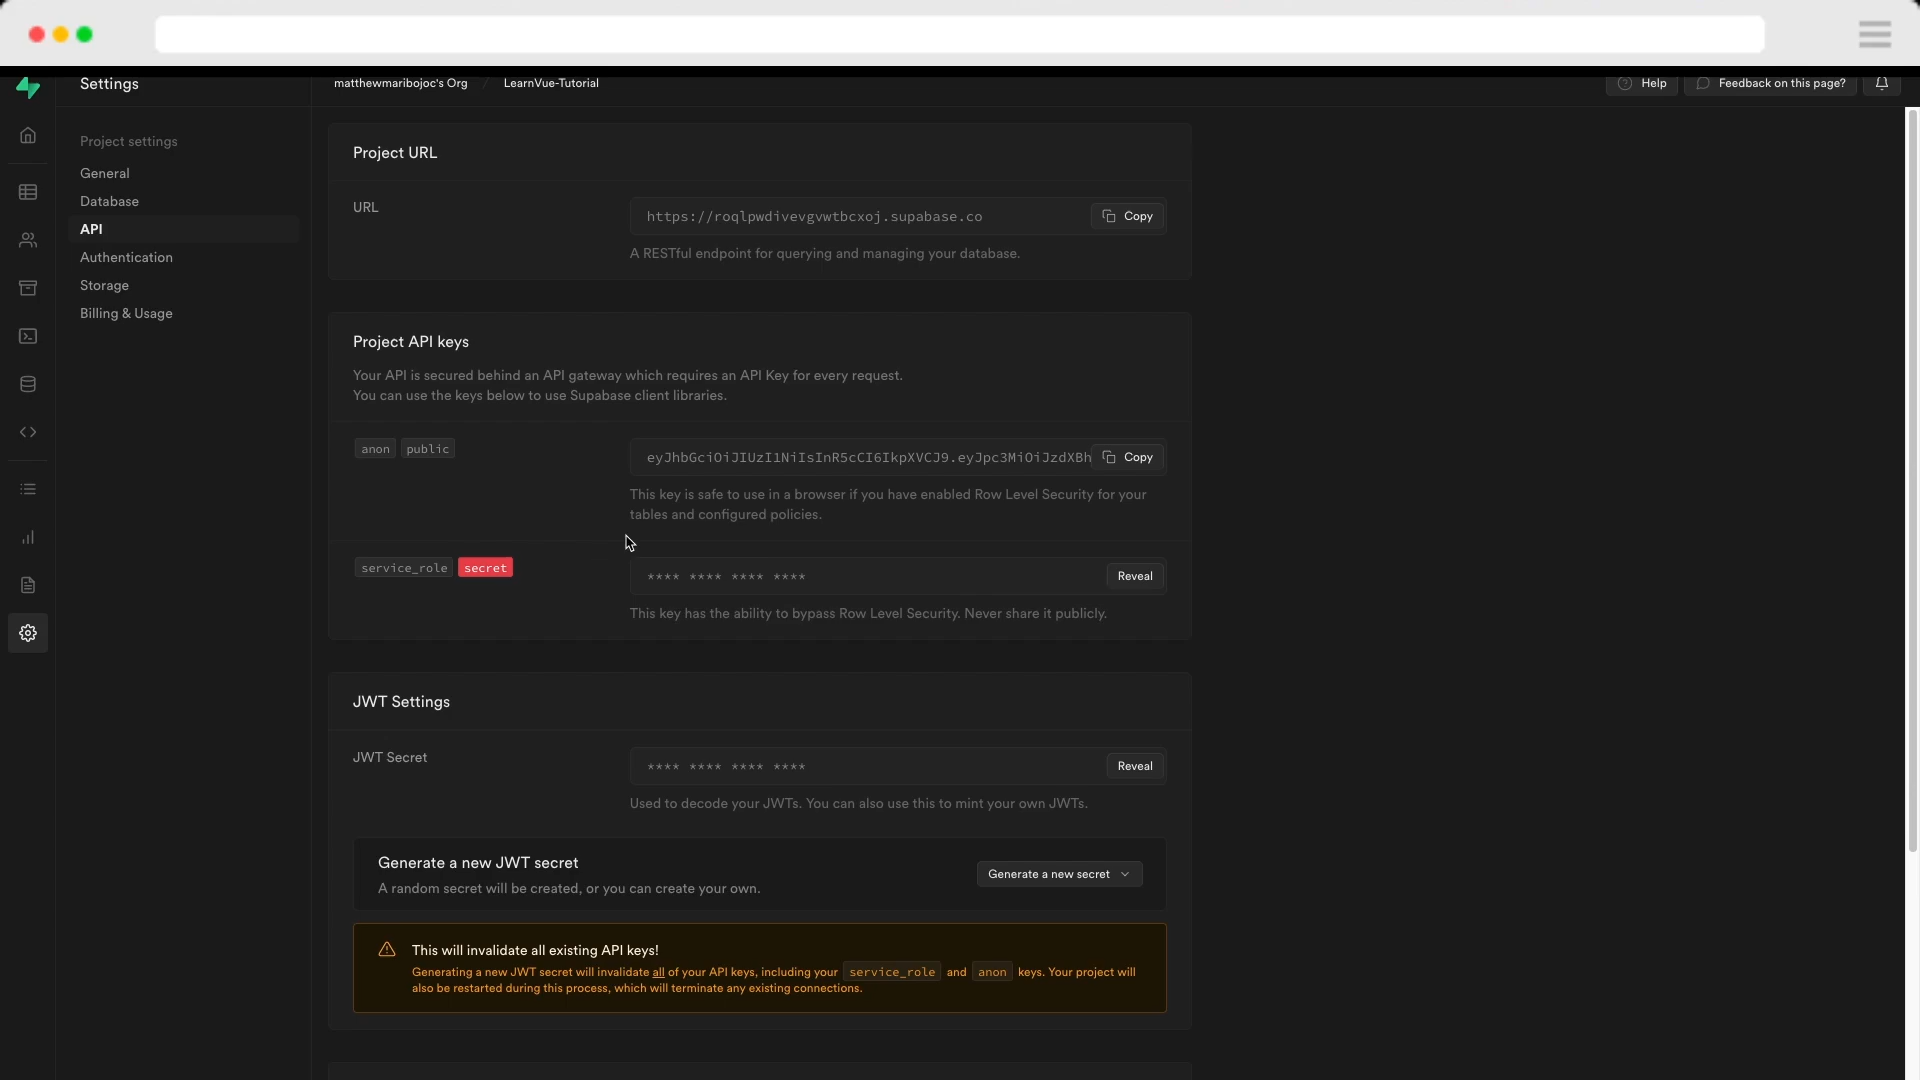 Settings
matthewmaribojoc's Org / LearnVue-Tutorial
Help
Feedback on this page?
Project settings
General
Database
API
Authentication
Storage
Billing & Usage
Project URL
URL
https://roqlpwdivevgvwtbcxoj.supabase.co
Copy
A RESTful endpoint for querying and managing your database.
Project API keys
Your API is secured behind an API gateway which requires an API Key for every request.
You can use the keys below to use Supabase client libraries.
anon public
eyJhbGciOiJIUzI1NiIsInR5cCI6IkpXVCJ9.eyJpc3MiOiJzdXBh
Copy
This key is safe to use in a browser if you have enabled Row Level Security for your
tables and configured policies.
service_role secret
**** **** **** ****
Reveal
This key has the ability to bypass Row Level Security. Never share it publicly.
JWT Settings
JWT Secret
**** **** **** ****
Reveal
Used to decode your JWTs. You can also use this to mint your own JWTs.
Generate a new JWT secret
A random secret will be created, or you can create your own.
Generate a new secret
This will invalidate all existing API keys!
Generating a new JWT secret will invalidate all of your API keys, including your service_role and anon keys. Your project will
also be restarted during this process, which will terminate any existing connections.